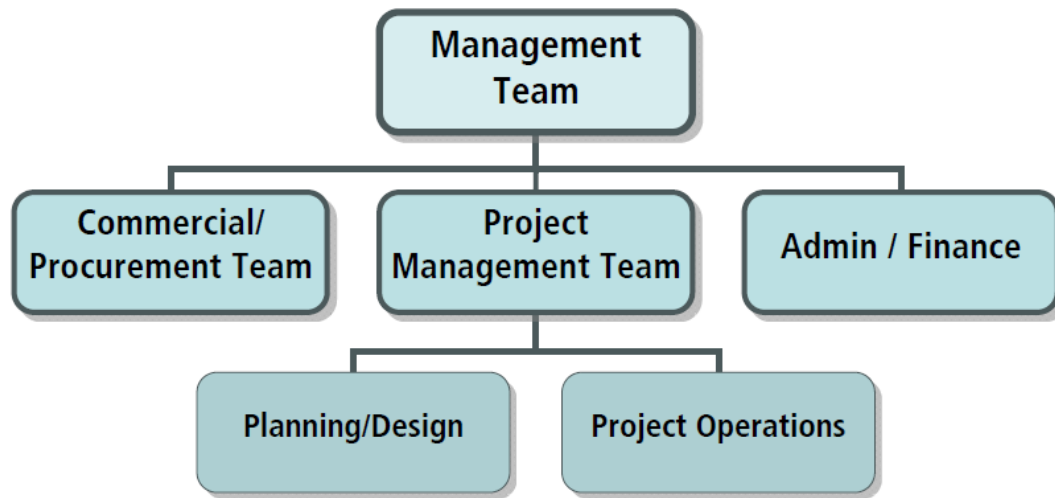 Management
Team
Commercial/
Procurement Team
Project
Management Team
Admin / Finance
Planning/Design
Project Operations